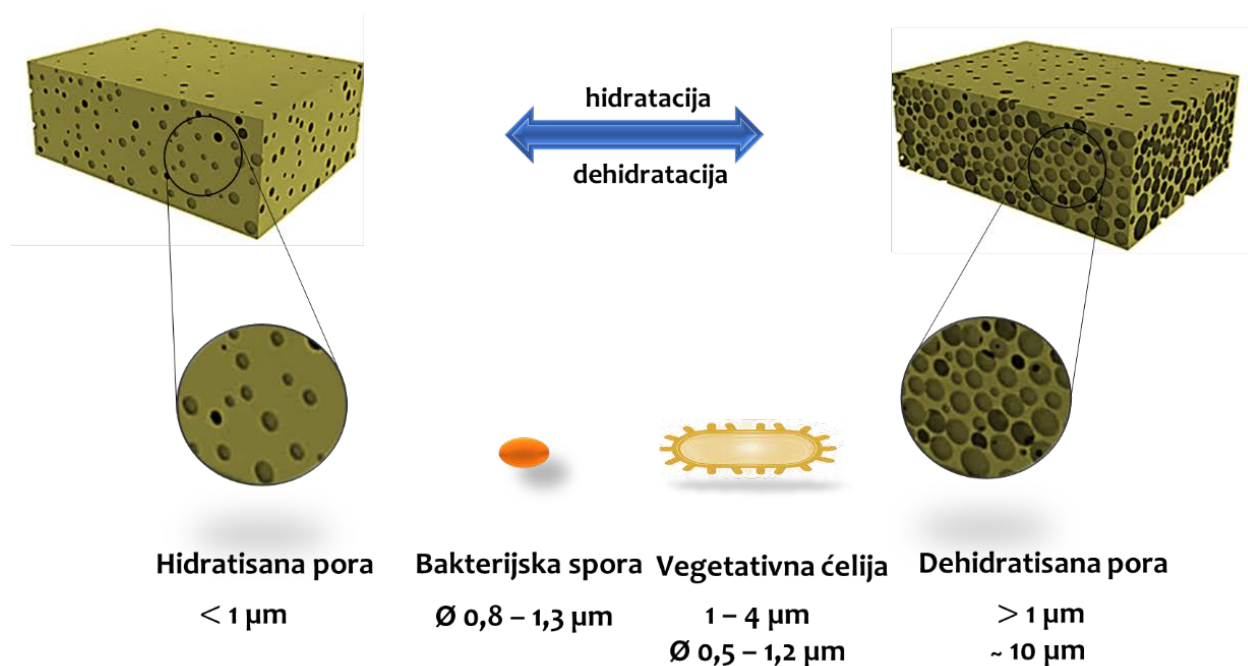 hidratacija
dehidratacija
Hidratisana pora
< 1 µm
Bakterijska spora
Ø 0,8 – 1,3 µm
Vegetativna ćelija
1 – 4 µm
Ø 0,5 – 1,2 µm
Dehidratisana pora
> 1 µm
~ 10 µm